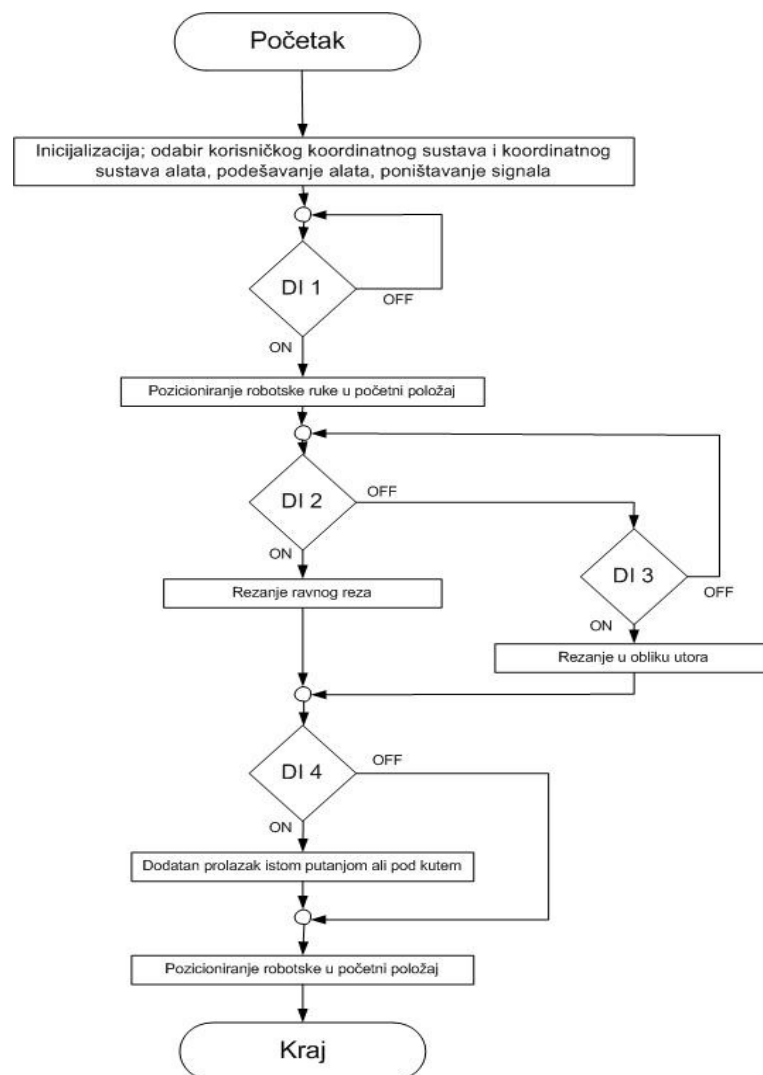 Početak
Inicijalizacija; odabir korisničkog koordinatnog sustava i koordinatnog
sustava alata, podešavanje alata, poništavanje signala
DI 1
OFF
ON
Pozicioniranje robotske ruke u početni položaj
DI 2
OFF
ON
DI 3
OFF
ON
Rezanje ravnog reza
Rezanje u obliku utora
DI 4
OFF
ON
Dodatan prolazak istom putanjom ali pod kutem
Pozicioniranje robotske u početni položaj
Kraj